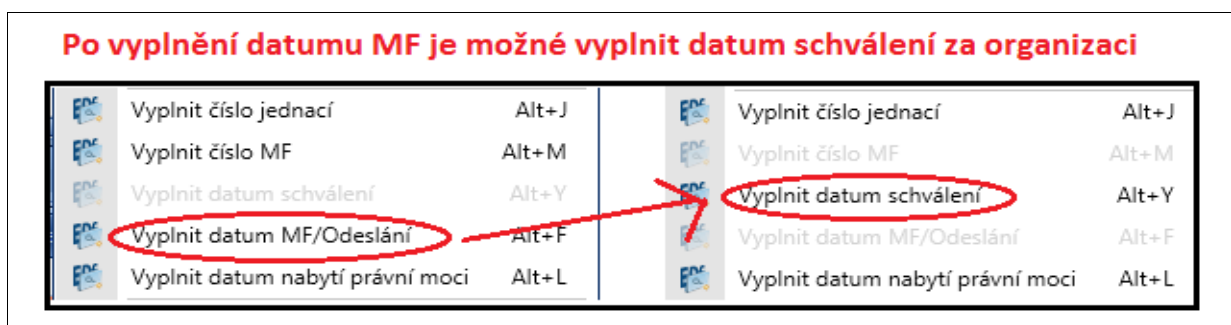 Po vyplnění datumu MF je možné vyplnit datum schválení za organizaci
Vyplnit číslo jednací Alt+J
Vyplnit číslo MF Alt+M
Vyplnit datum schválení Alt+Y
Vyplnit datum MF/Odeslání Alt+F
Vyplnit datum nabytí právní moci Alt+L
Vyplnit číslo jednací Alt+J
Vyplnit číslo MF Alt+M
Vyplnit datum schválení Alt+Y
Vyplnit datum MF/Odeslání Alt+F
Vyplnit datum nabytí právní moci Alt+L